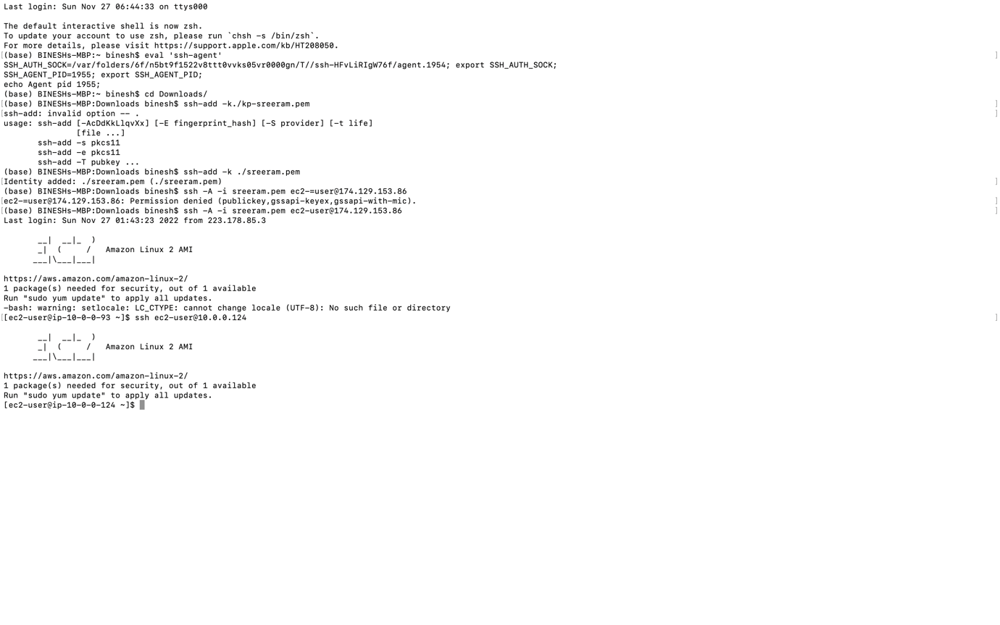 Last login: Sun Nov 27 06:44:33 on ttys000

The default interactive shell is now zsh.
To update your account to use zsh, please run `chsh -s /bin/zsh`.
For more details, please visit https://support.apple.com/kb/HT208050.
[(base) BINESHs-MBP:~ binesh$ eval 'ssh-agent' ]
SSH_AUTH_SOCK=/var/folders/6f/n5bt9f1522v8ttt0vvks05vr0000gn/T//ssh-HFvLiRIgW76f/agent.1954; export SSH_AUTH_SOCK;
SSH_AGENT_PID=1955; export SSH_AGENT_PID;
echo Agent pid 1955;
(base) BINESHs-MBP:~ binesh$ cd Downloads/
[(base) BINESHs-MBP:Downloads binesh$ ssh-add -k./kp-sreeram.pem ]
[ssh-add: invalid option -- . ]
usage: ssh-add [-AcDdKkLlqvXx] [-E fingerprint_hash] [-S provider] [-t life]
               [file ...]
       ssh-add -s pkcs11
       ssh-add -e pkcs11
       ssh-add -T pubkey ...
(base) BINESHs-MBP:Downloads binesh$ ssh-add -k ./sreeram.pem
[Identity added: ./sreeram.pem (./sreeram.pem) ]
(base) BINESHs-MBP:Downloads binesh$ ssh -A -i sreeram.pem ec2-=user@174.129.153.86
[ec2-=user@174.129.153.86: Permission denied (publickey,gssapi-keyex,gssapi-with-mic). ]
[(base) BINESHs-MBP:Downloads binesh$ ssh -A -i sreeram.pem ec2-user@174.129.153.86 ]
Last login: Sun Nov 27 01:43:23 2022 from 223.178.85.3

       __|  __|_  )
       _|  (     /   Amazon Linux 2 AMI
      ___|\___|___|

https://aws.amazon.com/amazon-linux-2/
1 package(s) needed for security, out of 1 available
Run "sudo yum update" to apply all updates.
-bash: warning: setlocale: LC_CTYPE: cannot change locale (UTF-8): No such file or directory
[[ec2-user@ip-10-0-0-93 ~]$ ssh ec2-user@10.0.0.124 ]

       __|  __|_  )
       _|  (     /   Amazon Linux 2 AMI
      ___|\___|___|

https://aws.amazon.com/amazon-linux-2/
1 package(s) needed for security, out of 1 available
Run "sudo yum update" to apply all updates.
[ec2-user@ip-10-0-0-124 ~]$